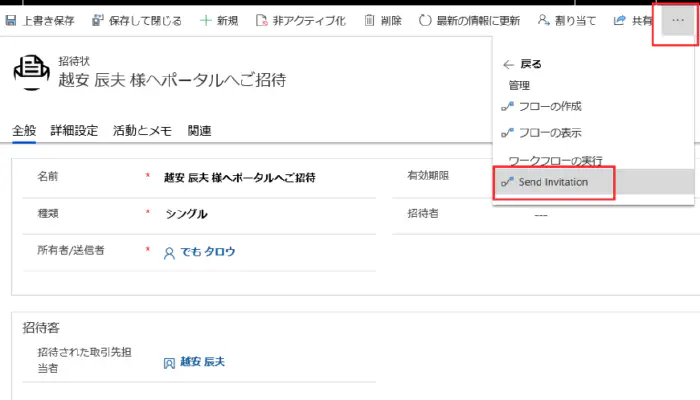 上書き保存 保存して閉じる 新規 非アクティブ化 削除 最新の情報に更新 割り当て 共有 ...
招待状
越安 辰夫 様へポータルへご招待
全般 詳細設定 活動とメモ 関連
戻る
管理
フローの作成
フローの表示
ワークフローの実行
Send Invitation
名前 * 越安 辰夫 様へポータルへご招待 有効期限
種類 * シングル 招待者 ---
所有者/送信者 * でも タロウ
招待客
招待された取引先担
当者
越安 辰夫